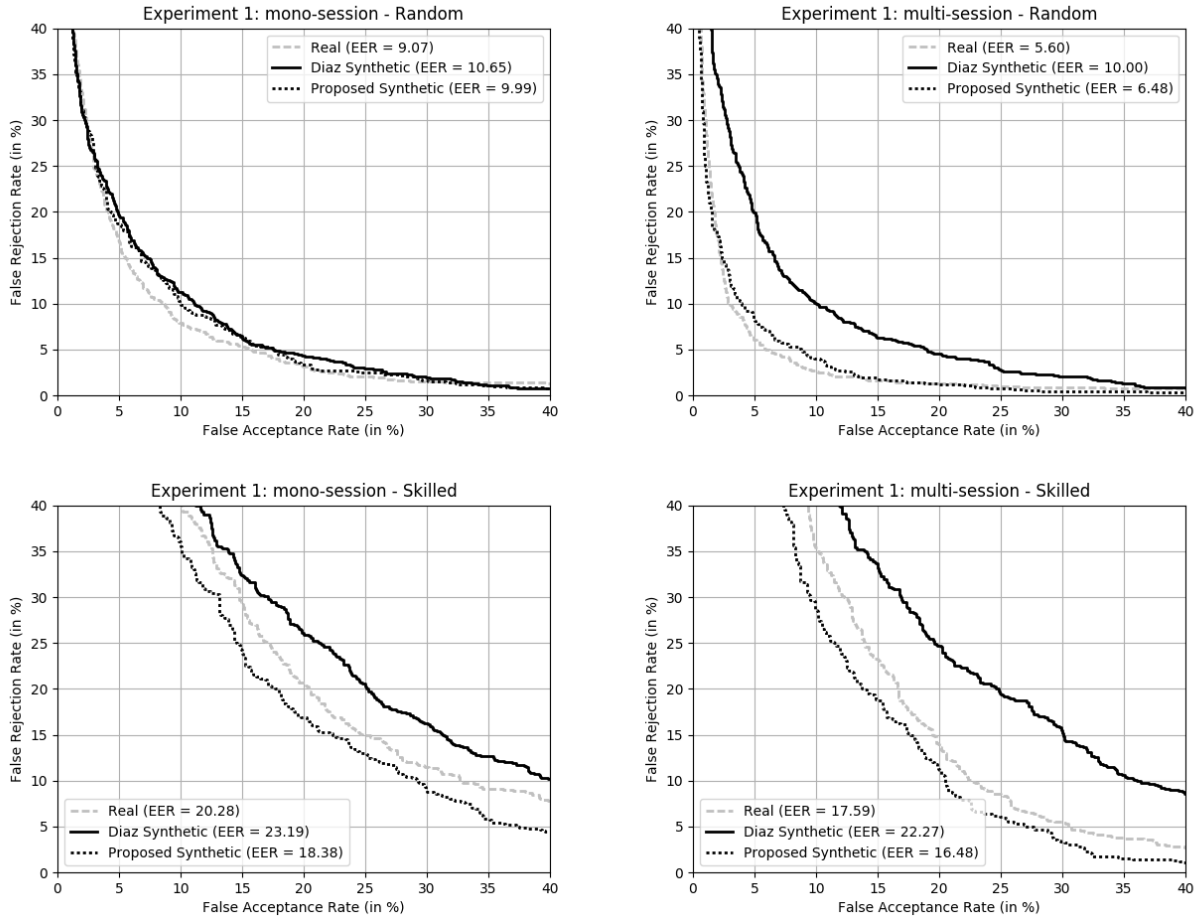 Experiment 1: mono-session - Random
40
35
30
25
20
15
10
5
0
False Rejection Rate (in %)
Real (EER = 9.07)
Diaz Synthetic (EER = 10.65)
Proposed Synthetic (EER = 9.99)
0 5 10 15 20 25 30 35 40
False Acceptance Rate (in %)
Experiment 1: multi-session - Random
40
35
30
25
20
15
10
5
0
False Rejection Rate (in %)
Real (EER = 5.60)
Diaz Synthetic (EER = 10.00)
Proposed Synthetic (EER = 6.48)
0 5 10 15 20 25 30 35 40
False Acceptance Rate (in %)
Experiment 1: mono-session - Skilled
40
35
30
25
20
15
10
5
0
False Rejection Rate (in %)
Real (EER = 20.28)
Diaz Synthetic (EER = 23.19)
Proposed Synthetic (EER = 18.38)
0 5 10 15 20 25 30 35 40
False Acceptance Rate (in %)
Experiment 1: multi-session - Skilled
40
35
30
25
20
15
10
5
0
False Rejection Rate (in %)
Real (EER = 17.59)
Diaz Synthetic (EER = 22.27)
Proposed Synthetic (EER = 16.48)
0 5 10 15 20 25 30 35 40
False Acceptance Rate (in %)